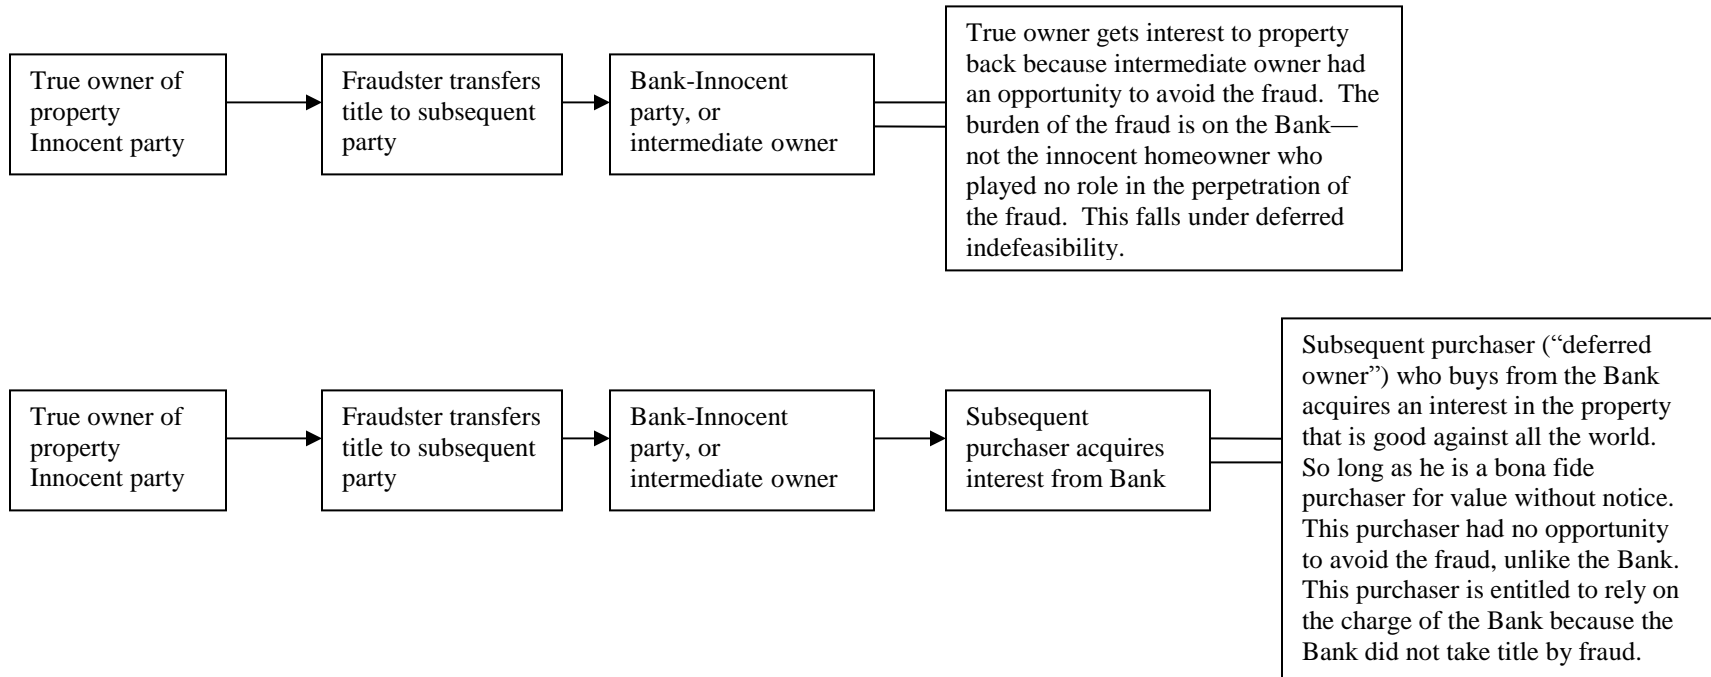 True owner of
property
Innocent party
Fraudster transfers
title to subsequent
party
Bank-Innocent
party, or
intermediate owner
True owner gets interest to property
back because intermediate owner had
an opportunity to avoid the fraud.  The
burden of the fraud is on the Bank—
not the innocent homeowner who
played no role in the perpetration of
the fraud.  This falls under deferred
indefeasibility.
True owner of
property
Innocent party
Fraudster transfers
title to subsequent
party
Bank-Innocent
party, or
intermediate owner
Subsequent
purchaser acquires
interest from Bank
Subsequent purchaser (“deferred
owner”) who buys from the Bank
acquires an interest in the property
that is good against all the world.
So long as he is a bona fide
purchaser for value without notice.
This purchaser had no opportunity
to avoid the fraud, unlike the Bank.
This purchaser is entitled to rely on
the charge of the Bank because the
Bank did not take title by fraud.